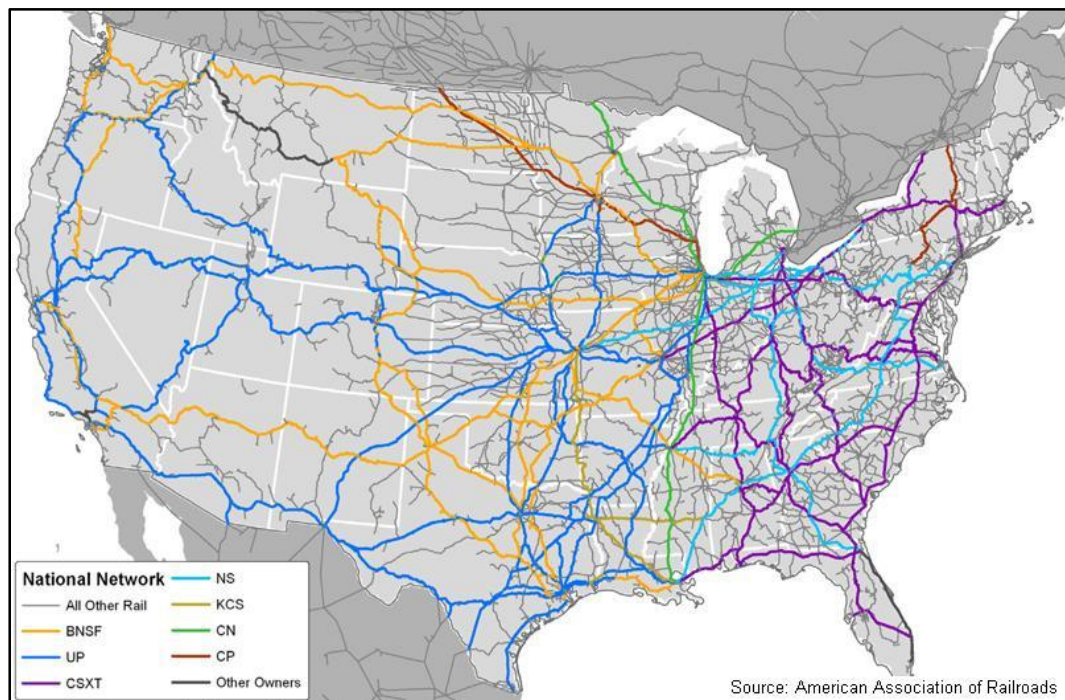 National Network
All Other Rail
BNSF
UP
CSXT
NS
KCS
CN
CP
Other Owners
Source: American Association of Railroads